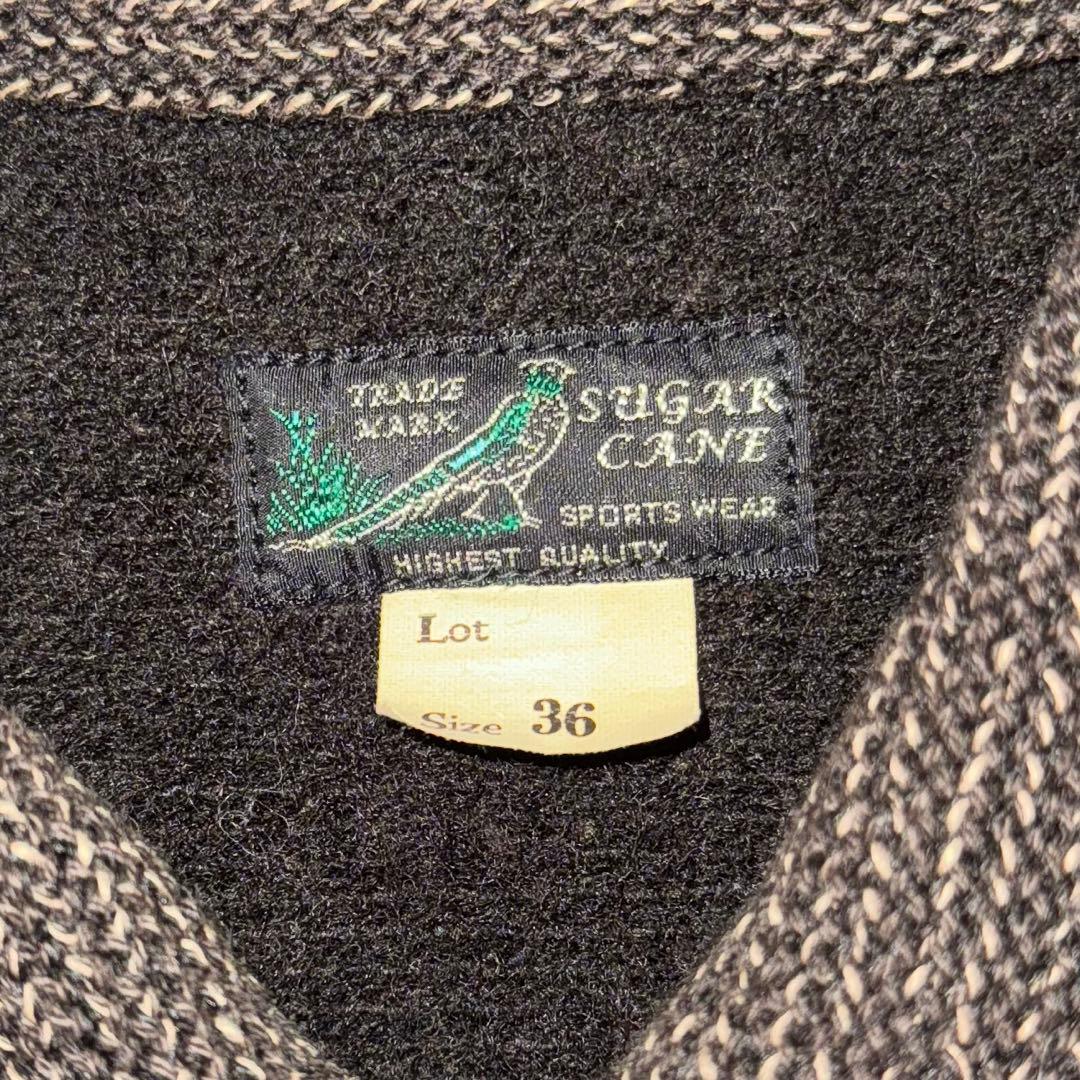 TRADE MARK
SUGAR CANE
SPORTS WEAR
HIGHEST QUALITY
Lot
Size 36